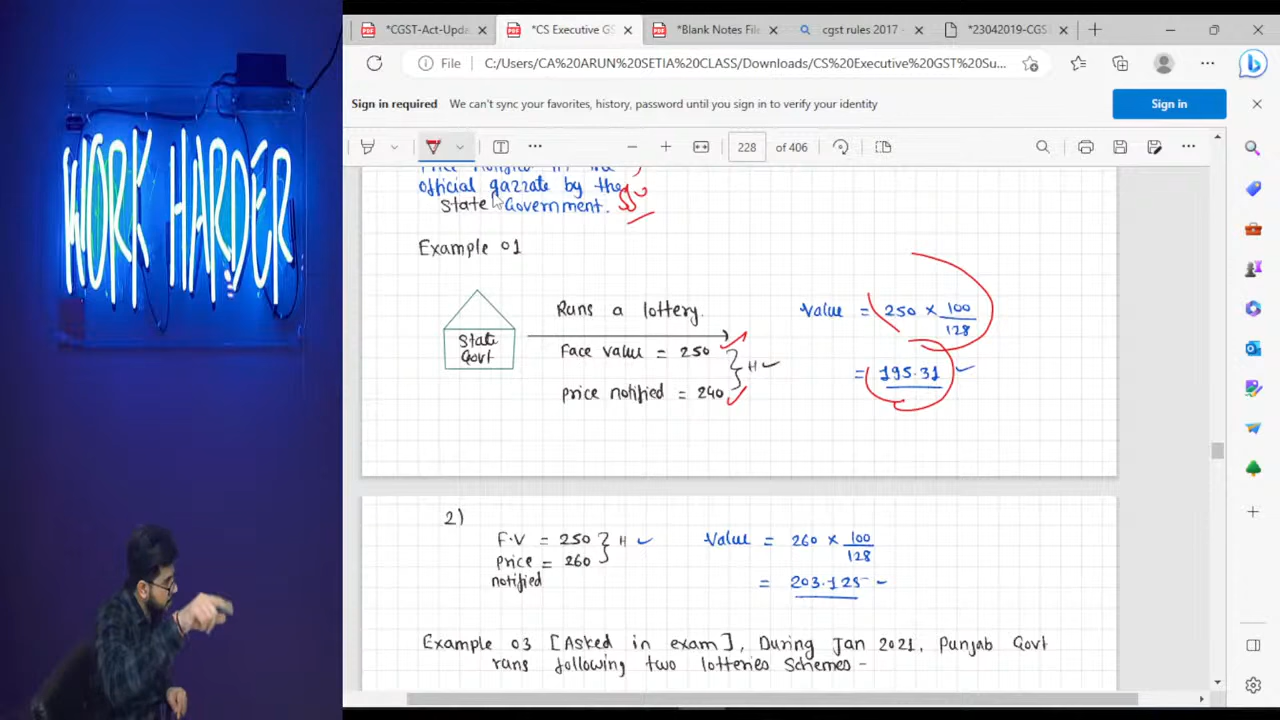 WORK HARDER
*CGST-Act-Upda
*CS Executive GS
*Blank Notes File
cgst rules 2017 -
*23042019-CGS
File
C:/Users/CA%20ARUN%20SETIA%20CLASS/Downloads/CS%20Executive%20GST%20Su...
Sign in required
We can't sync your favorites, history, password until you sign in to verify your identity
Sign in
228 of 406
official gazzate by the
State Government.
Example 01
State Govt
Runs a lottery.
Face value = 250
price notified = 240
H
Value = 250 × 100/128
= 195.31
2)
F.V = 250
Price = 260
notified
H
Value = 260 × 100/128
= 203.125
Example 03 [Asked in exam], During Jan 2021, Punjab Govt
rans following two lotteries Schemes -